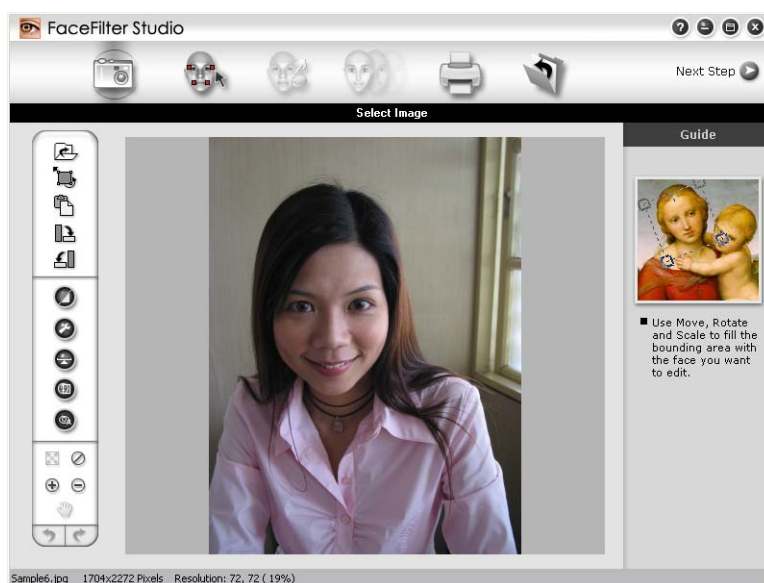 FaceFilter Studio
Next Step
Select Image
Guide
Use Move, Rotate
and Scale to fill the
bounding area with
the face you want
to edit.
Sample6.jpg 1704x2272 Pixels Resolution: 72, 72 ( 19%)